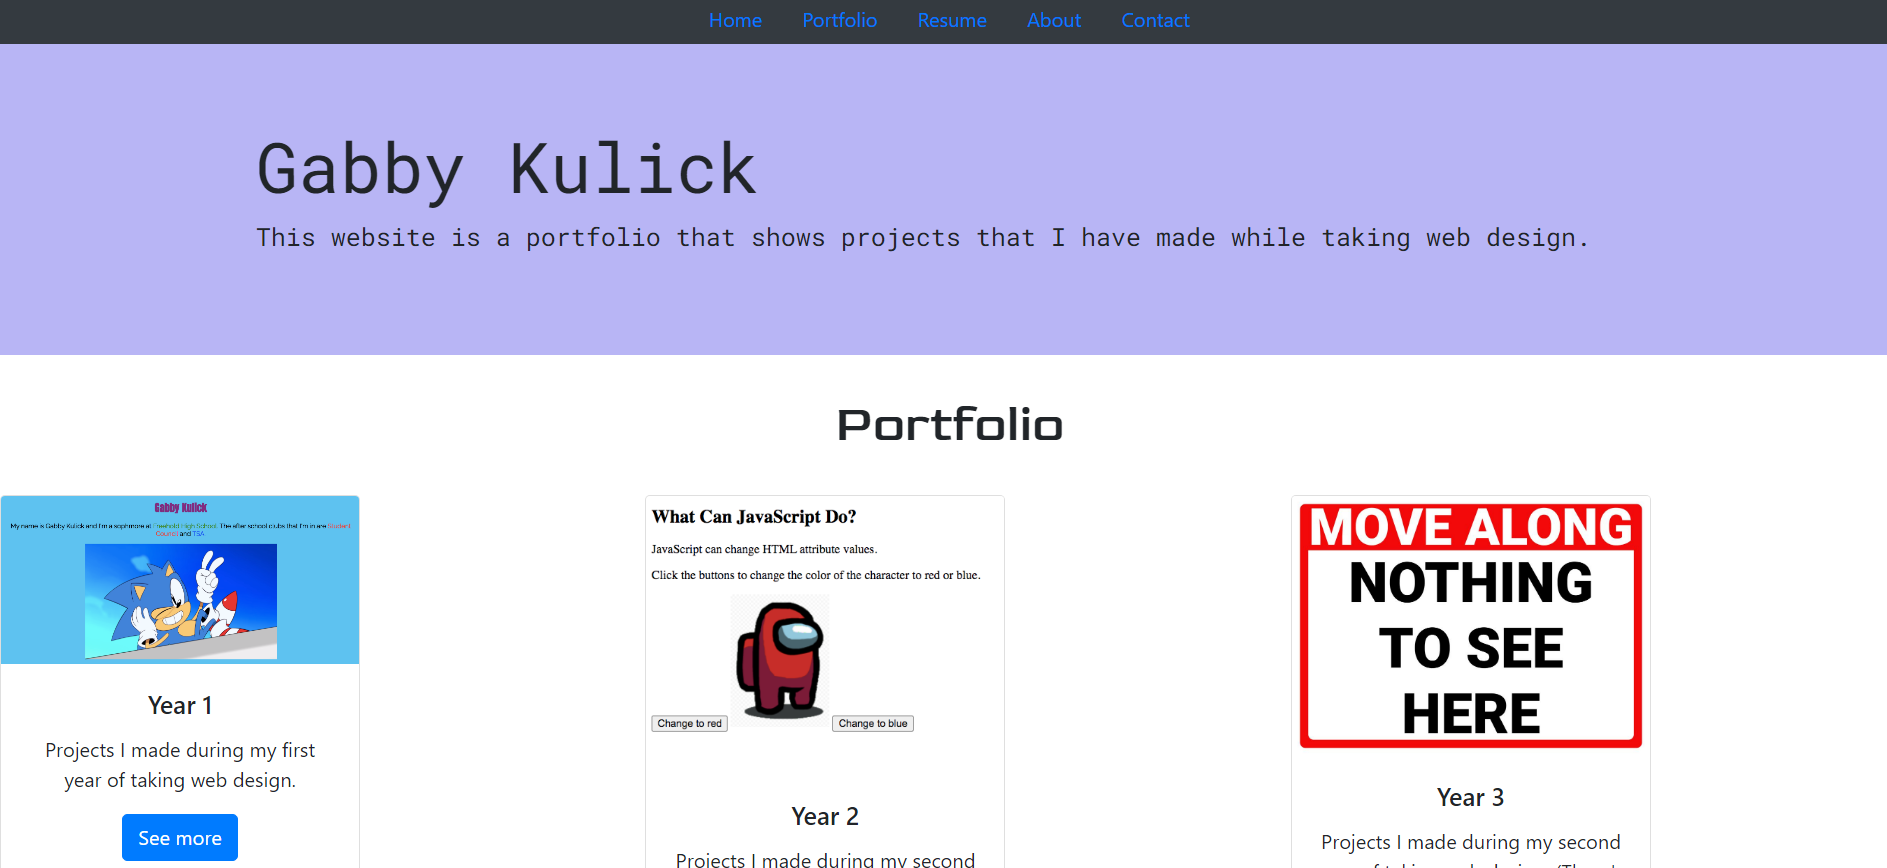 Home Portfolio Resume About Contact
Gabby Kulick
This website is a portfolio that shows projects that I have made while taking web design.
Portfolio
Gabby Kulick
My name is Gabby Kulick and I'm a sophmore at Freehold High School. The after school clubs that I'm in are Student
Council and TSA
Year 1
Projects I made during my first
year of taking web design.
See more
What Can JavaScript Do?
JavaScript can change HTML attribute values.
Click the buttons to change the color of the character to red or blue.
Change to red Change to blue
Year 2
Projects I made during my second
MOVE ALONG
NOTHING
TO SEE
HERE
Year 3
Projects I made during my second